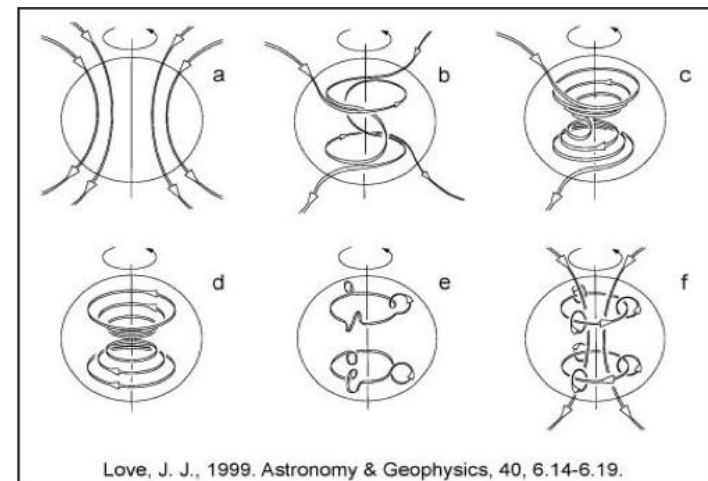 a
b
c
d
e
f
Love, J. J., 1999. Astronomy & Geophysics, 40, 6.14-6.19.